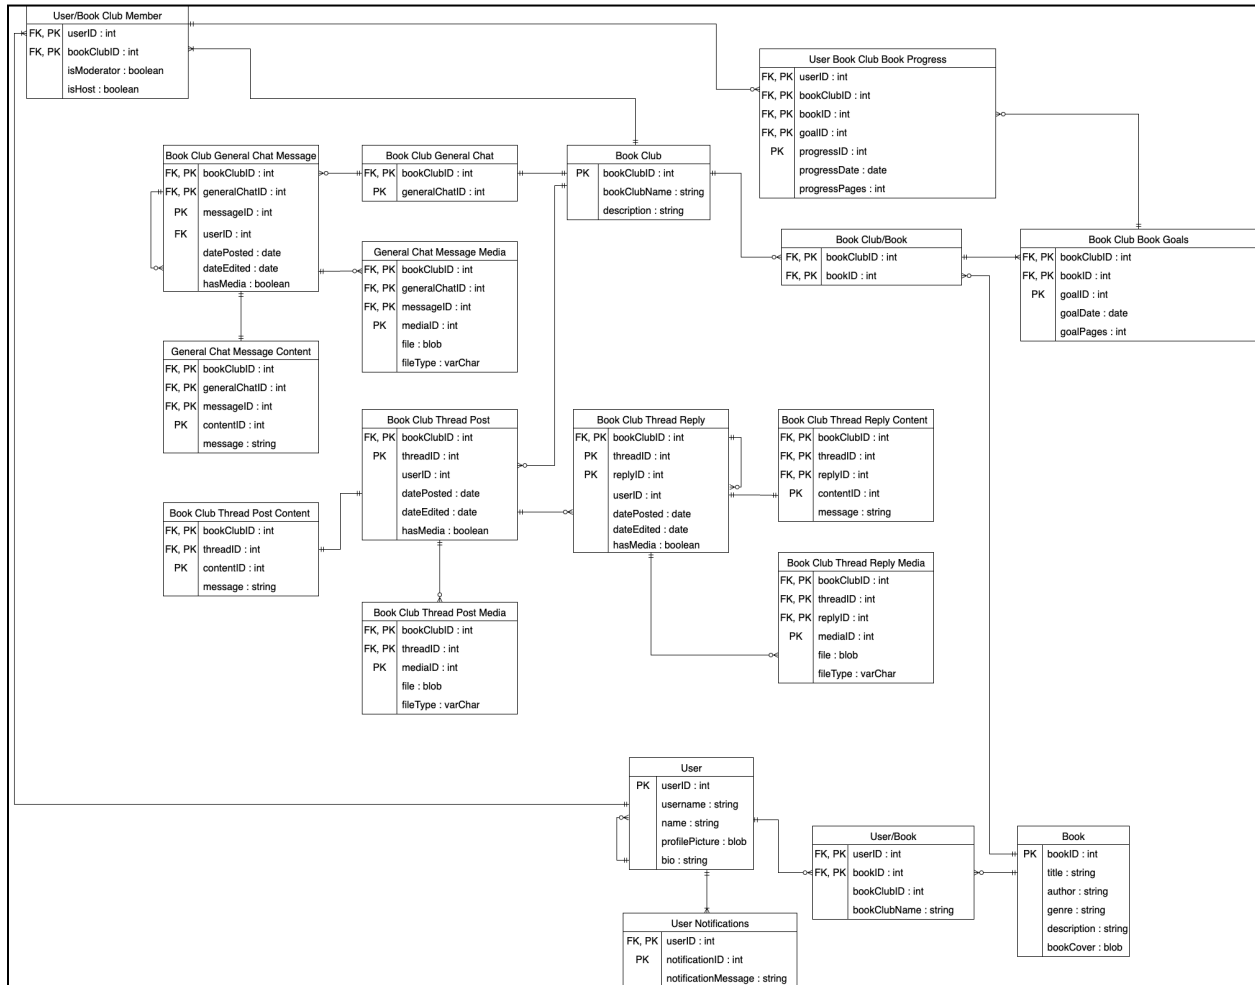 User/Book Club Member
FK, PK userID : int
FK, PK bookClubID : int
isModerator : boolean
isHost : boolean
User Book Club Book Progress
FK, PK userID : int
FK, PK bookClubID : int
FK, PK bookID : int
FK, PK goalID : int
PK progressID : int
progressDate : date
progressPages : int
Book Club General Chat Message
FK, PK bookClubID : int
FK, PK generalChatID : int
PK messageID : int
FK userID : int
datePosted : date
dateEdited : date
hasMedia : boolean
Book Club General Chat
FK, PK bookClubID : int
PK generalChatID : int
Book Club
PK bookClubID : int
bookClubName : string
description : string
Book Club/Book
FK, PK bookClubID : int
FK, PK bookID : int
Book Club Book Goals
FK, PK bookClubID : int
FK, PK bookID : int
PK goalID : int
goalDate : date
goalPages : int
General Chat Message Media
FK, PK bookClubID : int
FK, PK generalChatID : int
FK, PK messageID : int
PK mediaID : int
file : blob
fileType : varChar
General Chat Message Content
FK, PK bookClubID : int
FK, PK generalChatID : int
FK, PK messageID : int
PK contentID : int
message : string
Book Club Thread Post
FK, PK bookClubID : int
PK threadID : int
userID : int
datePosted : date
dateEdited : date
hasMedia : boolean
Book Club Thread Reply
FK, PK bookClubID : int
PK threadID : int
PK replyID : int
userID : int
datePosted : date
dateEdited : date
hasMedia : boolean
Book Club Thread Reply Content
FK, PK bookClubID : int
FK, PK threadID : int
FK, PK replyID : int
PK contentID : int
message : string
Book Club Thread Post Content
FK, PK bookClubID : int
FK, PK threadID : int
PK contentID : int
message : string
Book Club Thread Reply Media
FK, PK bookClubID : int
FK, PK threadID : int
FK, PK replyID : int
PK mediaID : int
file : blob
fileType : varChar
Book Club Thread Post Media
FK, PK bookClubID : int
FK, PK threadID : int
PK mediaID : int
file : blob
fileType : varChar
User
PK userID : int
username : string
name : string
profilePicture : blob
bio : string
User/Book
FK, PK userID : int
FK, PK bookID : int
bookClubID : int
bookClubName : string
Book
PK bookID : int
title : string
author : string
genre : string
description : string
bookCover : blob
User Notifications
FK, PK userID : int
PK notificationID : int
notificationMessage : string